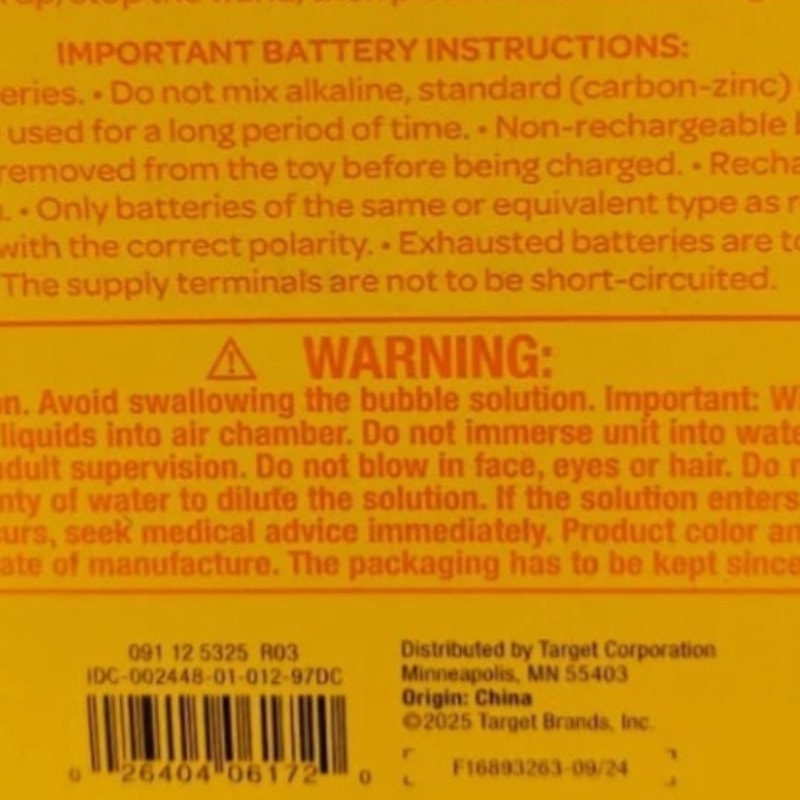 IMPORTANT BATTERY INSTRUCTIONS:
eries. • Do not mix alkaline, standard (carbon-zinc)
used for a long period of time. • Non-rechargeable
removed from the toy before being charged. • Recha
. • Only batteries of the same or equivalent type as r
with the correct polarity. • Exhausted batteries are to
The supply terminals are not to be short-circuited.
⚠ WARNING:
on. Avoid swallowing the bubble solution. Important: W
liquids into air chamber. Do not immerse unit into wate
adult supervision. Do not blow in face, eyes or hair. Do n
nty of water to dilute the solution. If the solution enters
urs, seek medical advice immediately. Product color an
ate of manufacture. The packaging has to be kept since
091 12 5325 R03
IDC-002448-01-012-97DC
0 26404 06172 0
Distributed by Target Corporation
Minneapolis, MN 55403
Origin: China
©2025 Target Brands, Inc.
F16893263-09/24